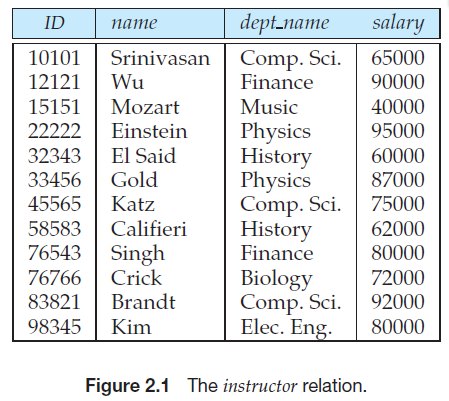 ID name dept_name salary
10101 Srinivasan Comp. Sci. 65000
12121 Wu Finance 90000
15151 Mozart Music 40000
22222 Einstein Physics 95000
32343 El Said History 60000
33456 Gold Physics 87000
45565 Katz Comp. Sci. 75000
58583 Califieri History 62000
76543 Singh Finance 80000
76766 Crick Biology 72000
83821 Brandt Comp. Sci. 92000
98345 Kim Elec. Eng. 80000
Figure 2.1 The instructor relation.